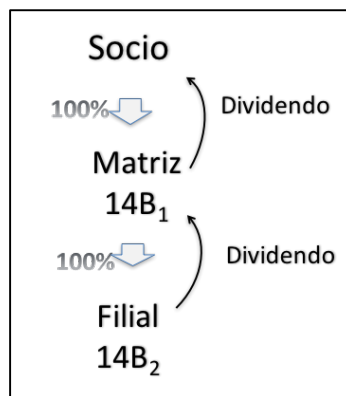 Socio
100%
Dividendo
Matriz
14B₁
100%
Dividendo
Filial
14B₂